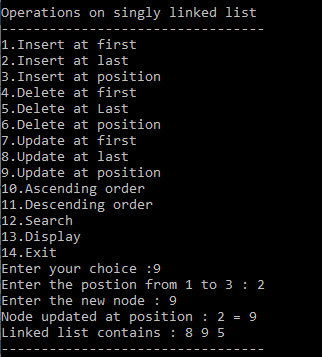 Operations on singly linked list
---------------------------------
1.Insert at first
2.Insert at last
3.Insert at position
4.Delete at first
5.Delete at Last
6.Delete at position
7.Update at first
8.Update at last
9.Update at position
10.Ascending order
11.Descending order
12.Search
13.Display
14.Exit
Enter your choice :9
Enter the postion from 1 to 3 : 2
Enter the new node : 9
Node updated at position : 2 = 9
Linked list contains : 8 9 5
---------------------------------